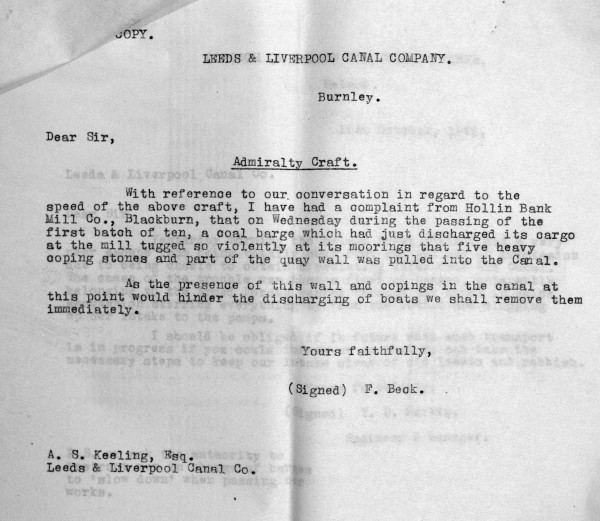 COPY.
LEEDS & LIVERPOOL CANAL COMPANY.
Burnley.
Dear Sir,
Admiralty Craft.
With reference to our conversation in regard to the
speed of the above craft, I have had a complaint from Hollin Bank
Mill Co., Blackburn, that on Wednesday during the passing of the
first batch of ten, a coal barge which had just discharged its cargo
at the mill tugged so violently at its moorings that five heavy
coping stones and part of the quay wall was pulled into the Canal.
As the presence of this wall and copings in the canal at
this point would hinder the discharging of boats we shall remove them
immediately.
Yours faithfully,
(Signed) F. Beck.
A. S. Keeling, Esq.
Leeds & Liverpool Canal Co.